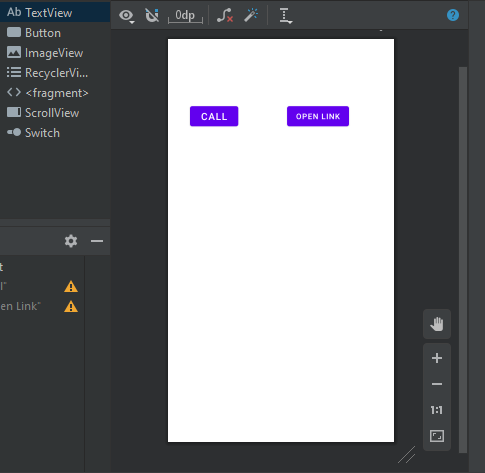 Ab TextView
Button
ImageView
RecyclerVi...
<> <fragment>
ScrollView
Switch
0dp
?
CALL
OPEN LINK
t
l"
en Link"
1:1